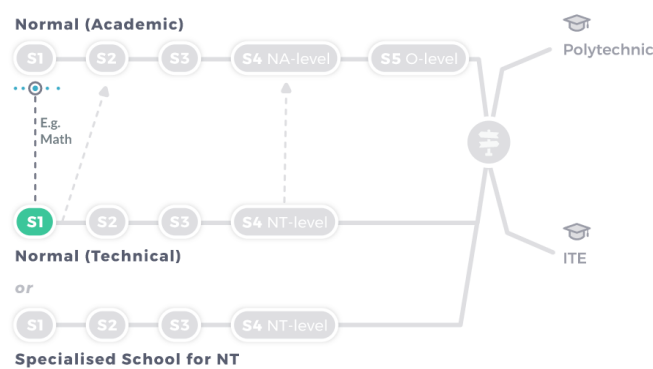 Normal (Academic)
S1 S2 S3 S4 NA-level S5 O-level
Polytechnic
E.g.
Math
S1 S2 S3 S4 NT-level
Normal (Technical)
ITE
or
S1 S2 S3 S4 NT-level
Specialised School for NT